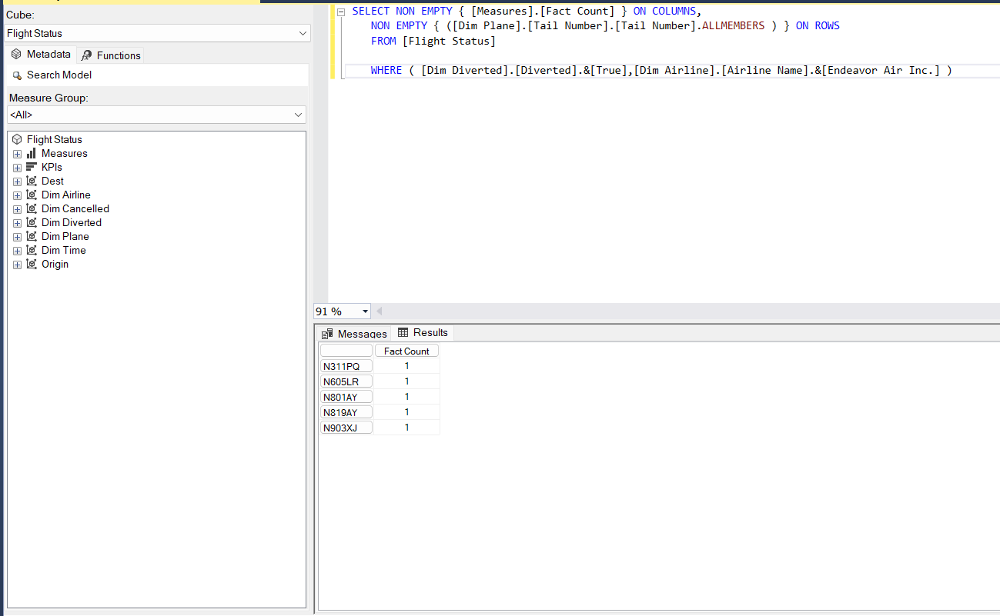 Cube:
Flight Status
Metadata
Functions
Search Model
Measure Group:
<All>
Flight Status
Measures
KPIs
Dest
Dim Airline
Dim Cancelled
Dim Diverted
Dim Plane
Dim Time
Origin
SELECT NON EMPTY { [Measures].[Fact Count] } ON COLUMNS,
NON EMPTY { ([Dim Plane].[Tail Number].[Tail Number].ALLMEMBERS ) } ON ROWS
FROM [Flight Status]
WHERE ( [Dim Diverted].[Diverted].&[True],[Dim Airline].[Airline Name].&[Endeavor Air Inc.] )
91 %
Messages
Results
Fact Count
N311PQ 1
N605LR 1
N801AY 1
N819AY 1
N903XJ 1